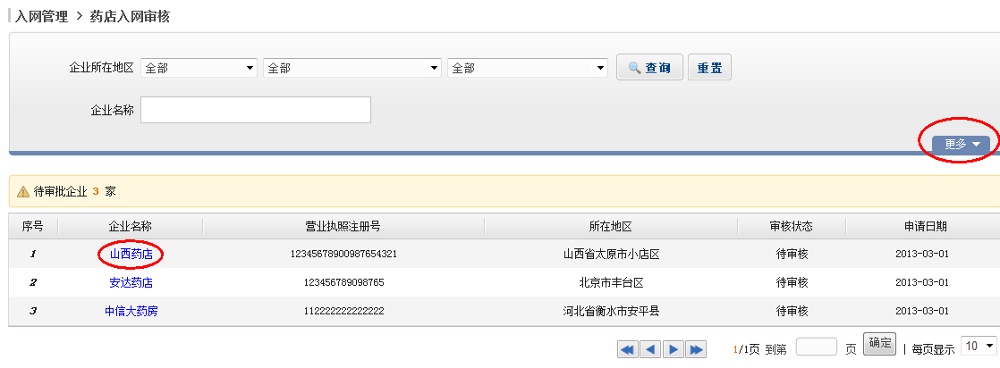 入网管理 > 药店入网审核
企业所在地区 全部 全部 全部 查询 重置
企业名称
更多
待审批企业 3 家
序号 企业名称 营业执照注册号 所在地区 审核状态 申请日期
1 山西药店 12345678900987654321 山西省太原市小店区 待审核 2013-03-01
2 安达药店 123456789098765 北京市丰台区 待审核 2013-03-01
3 中信大药房 112222222222222 河北省衡水市安平县 待审核 2013-03-01
1/1页 到第 页 确定 | 每页显示 10